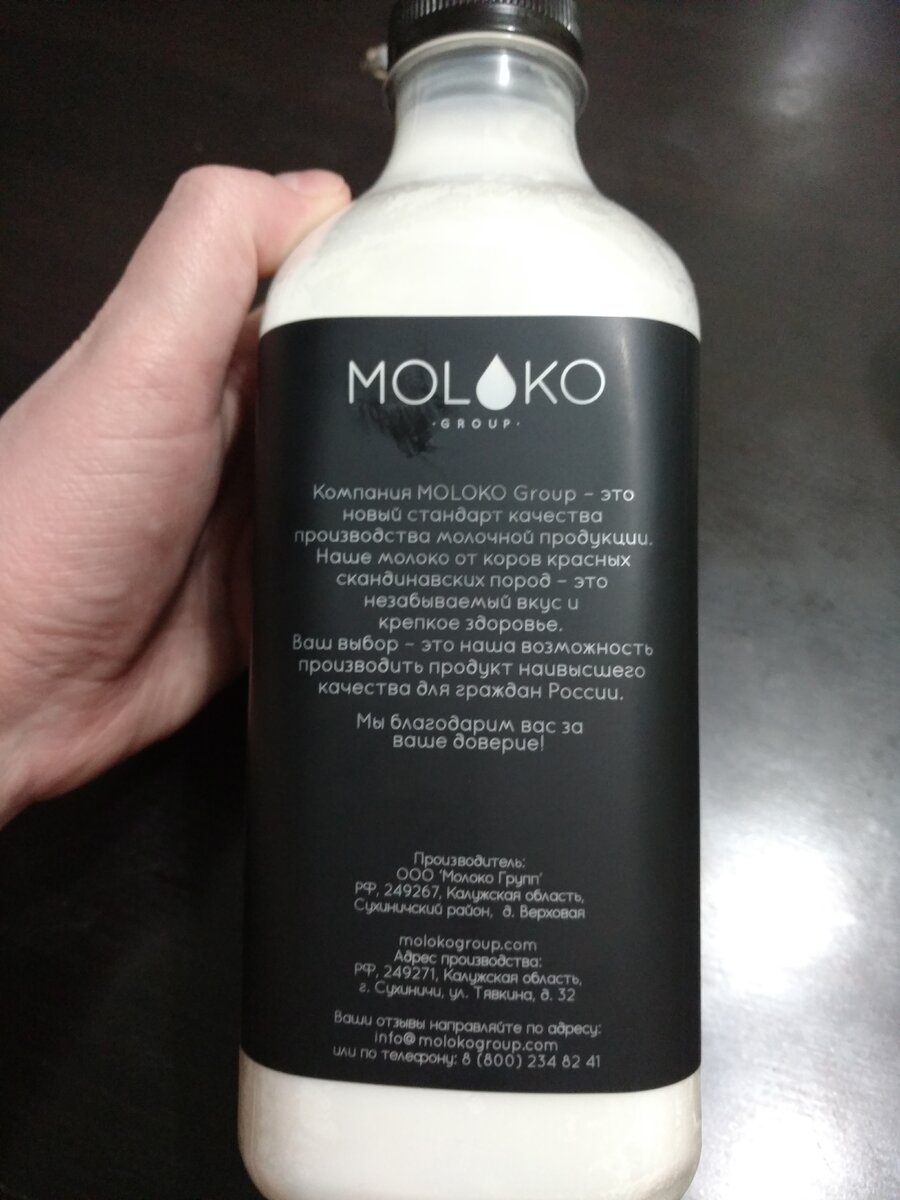 MOLOKO
·GROUP·
Компания MOLOKO Group – это
новый стандарт качества
производства молочной продукции.
Наше молоко от коров красных
скандинавских пород – это
незабываемый вкус и
крепкое здоровье.
Ваш выбор – это наша возможность
производить продукт наивысшего
качества для граждан России.
Мы благодарим вас за
ваше доверие!
Производитель:
ООО 'Молоко Групп'
РФ, 249267, Калужская область,
Сухиничский район, д. Верховая
molokogroup.com
Адрес производства:
РФ, 249271, Калужская область,
г. Сухиничи, ул. Тявкина, д. 32
Ваши отзывы направляйте по адресу:
info@molokogroup.com
или по телефону: 8 (800) 234 82 41